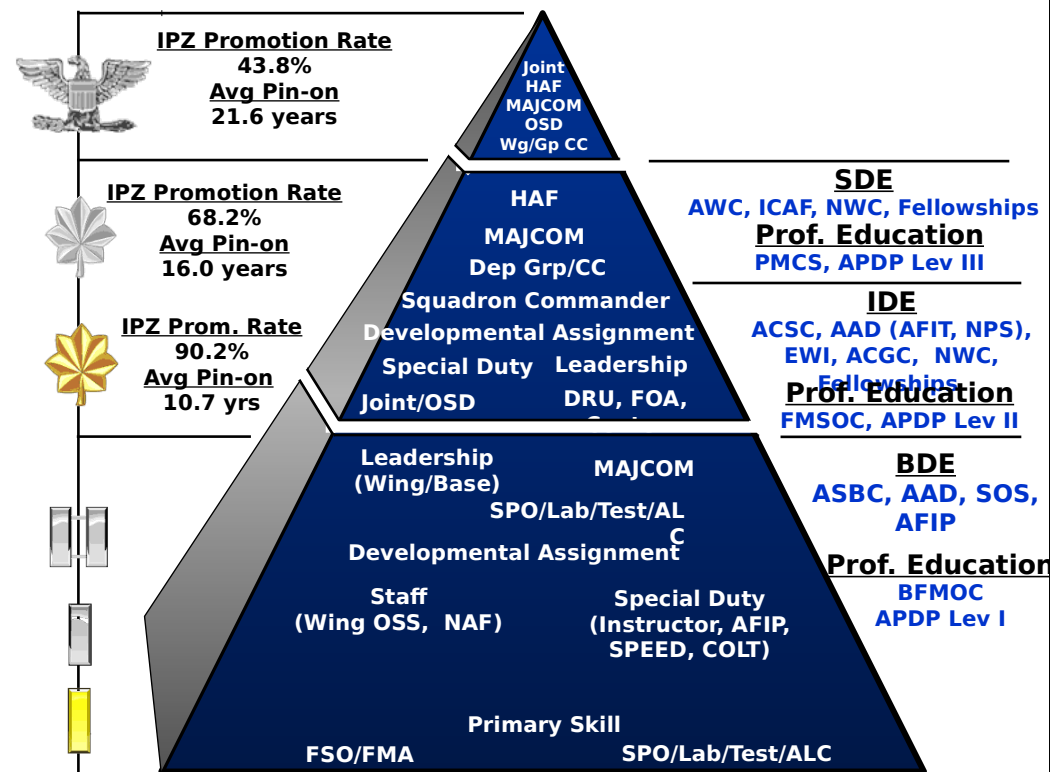 IPZ Promotion Rate
43.8%
Avg Pin-on
21.6 years
IPZ Promotion Rate
68.2%
Avg Pin-on
16.0 years
IPZ Prom. Rate
90.2%
Avg Pin-on
10.7 yrs
Joint
HAF
MAJCOM
OSD
Wg/Gp CC
HAF
MAJCOM
Dep Grp/CC
Squadron Commander
Developmental Assignment
Special Duty
Leadership
Joint/OSD
DRU, FOA,
Leadership
(Wing/Base)
MAJCOM
SPO/Lab/Test/AL
C
Developmental Assignment
Staff
(Wing OSS, NAF)
Special Duty
(Instructor, AFIP,
SPEED, COLT)
Primary Skill
FSO/FMA
SPO/Lab/Test/ALC
SDE
AWC, ICAF, NWC, Fellowships
Prof. Education
PMCS, APDP Lev III
IDE
ACSC, AAD (AFIT, NPS),
EWI, ACGC, NWC,
Fellowships
Prof. Education
FMSOC, APDP Lev II
BDE
ASBC, AAD, SOS,
AFIP
Prof. Education
BFMOC
APDP Lev I